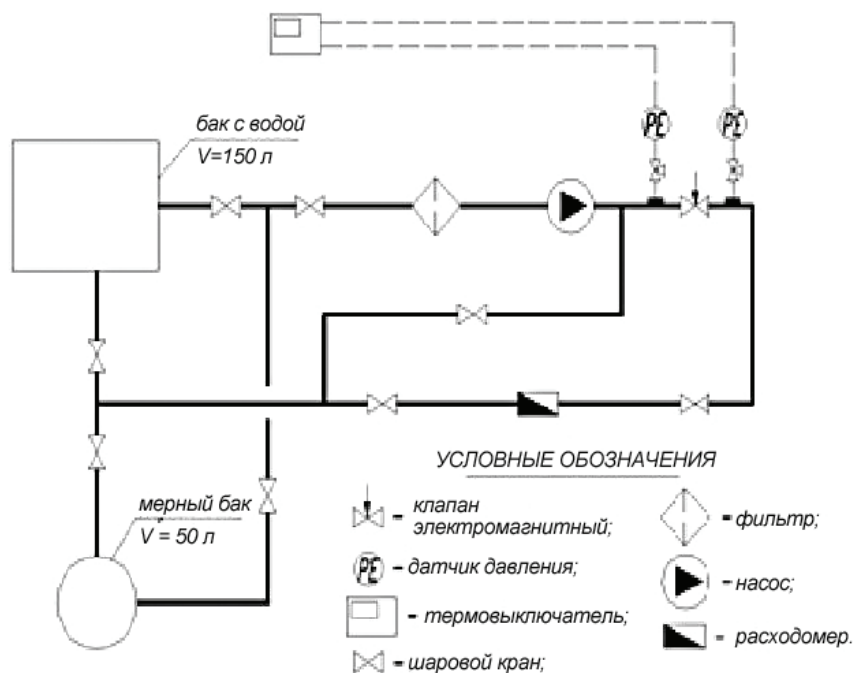 бак с водой
V=150 л
PE
PE
мерный бак
V = 50 л
УСЛОВНЫЕ ОБОЗНАЧЕНИЯ
- клапан
электромагнитный;
PE
- датчик давления;
- термовыключатель;
- шаровой кран;
- фильтр;
- насос;
- расходомер.